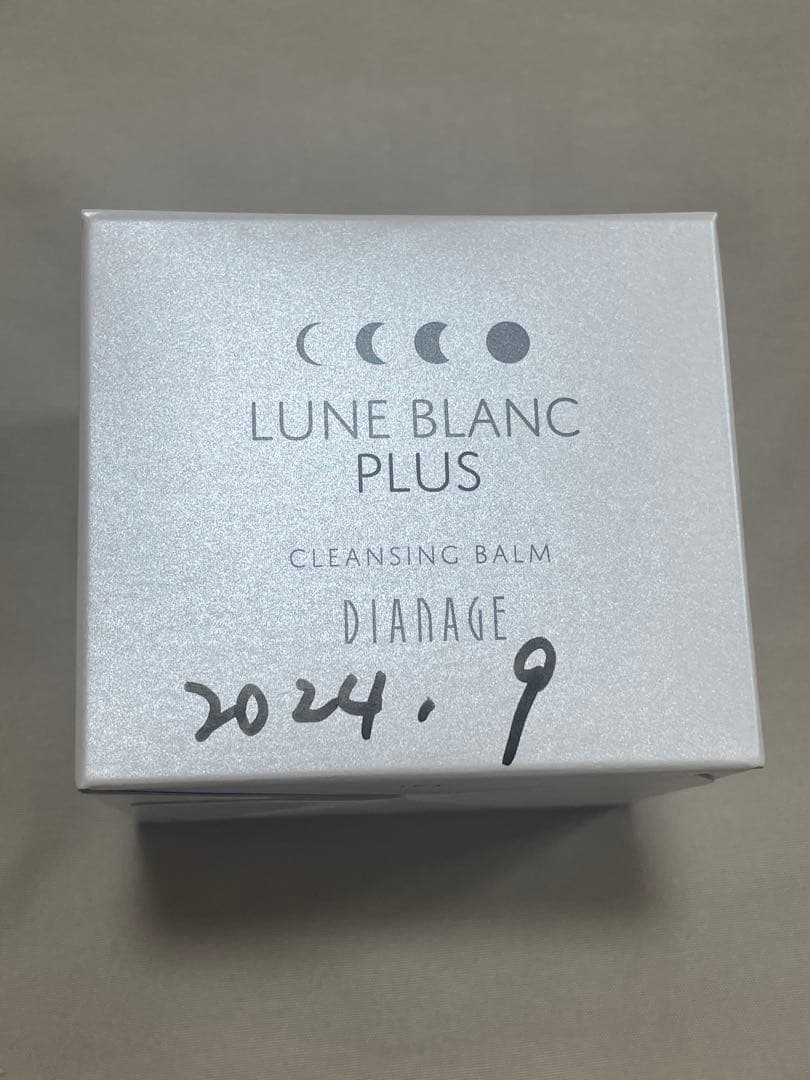 LUNE BLANC
PLUS
CLEANSING BALM
DIANAGE
2024. 9